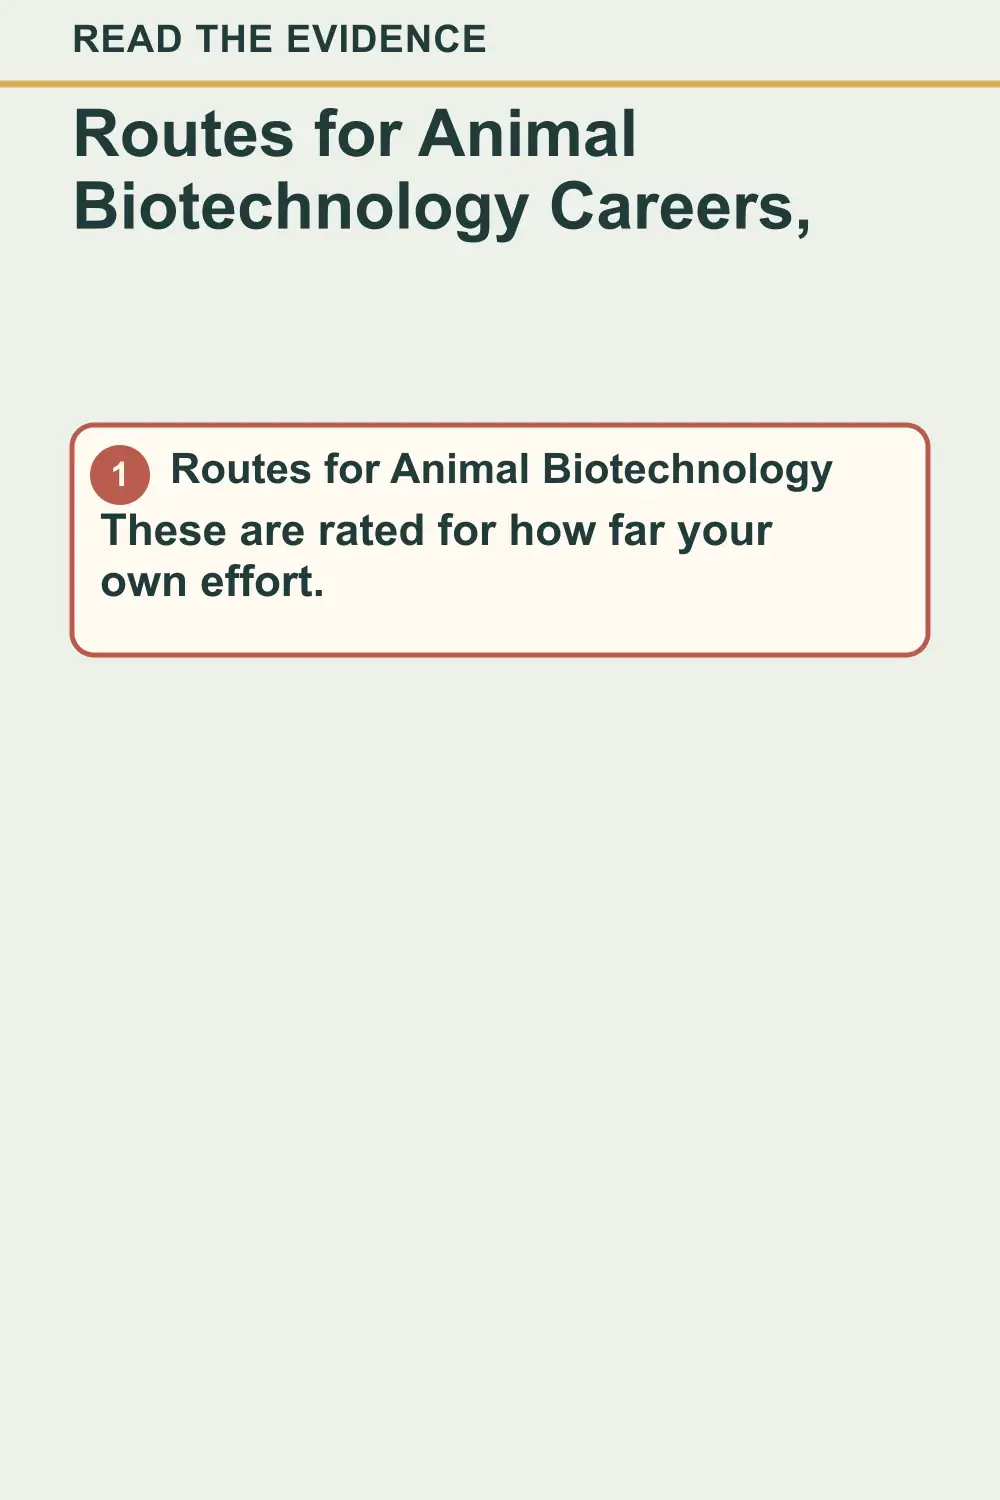 READ THE EVIDENCE
Routes for Animal
Biotechnology Careers,
1 Routes for Animal Biotechnology
These are rated for how far your
own effort.